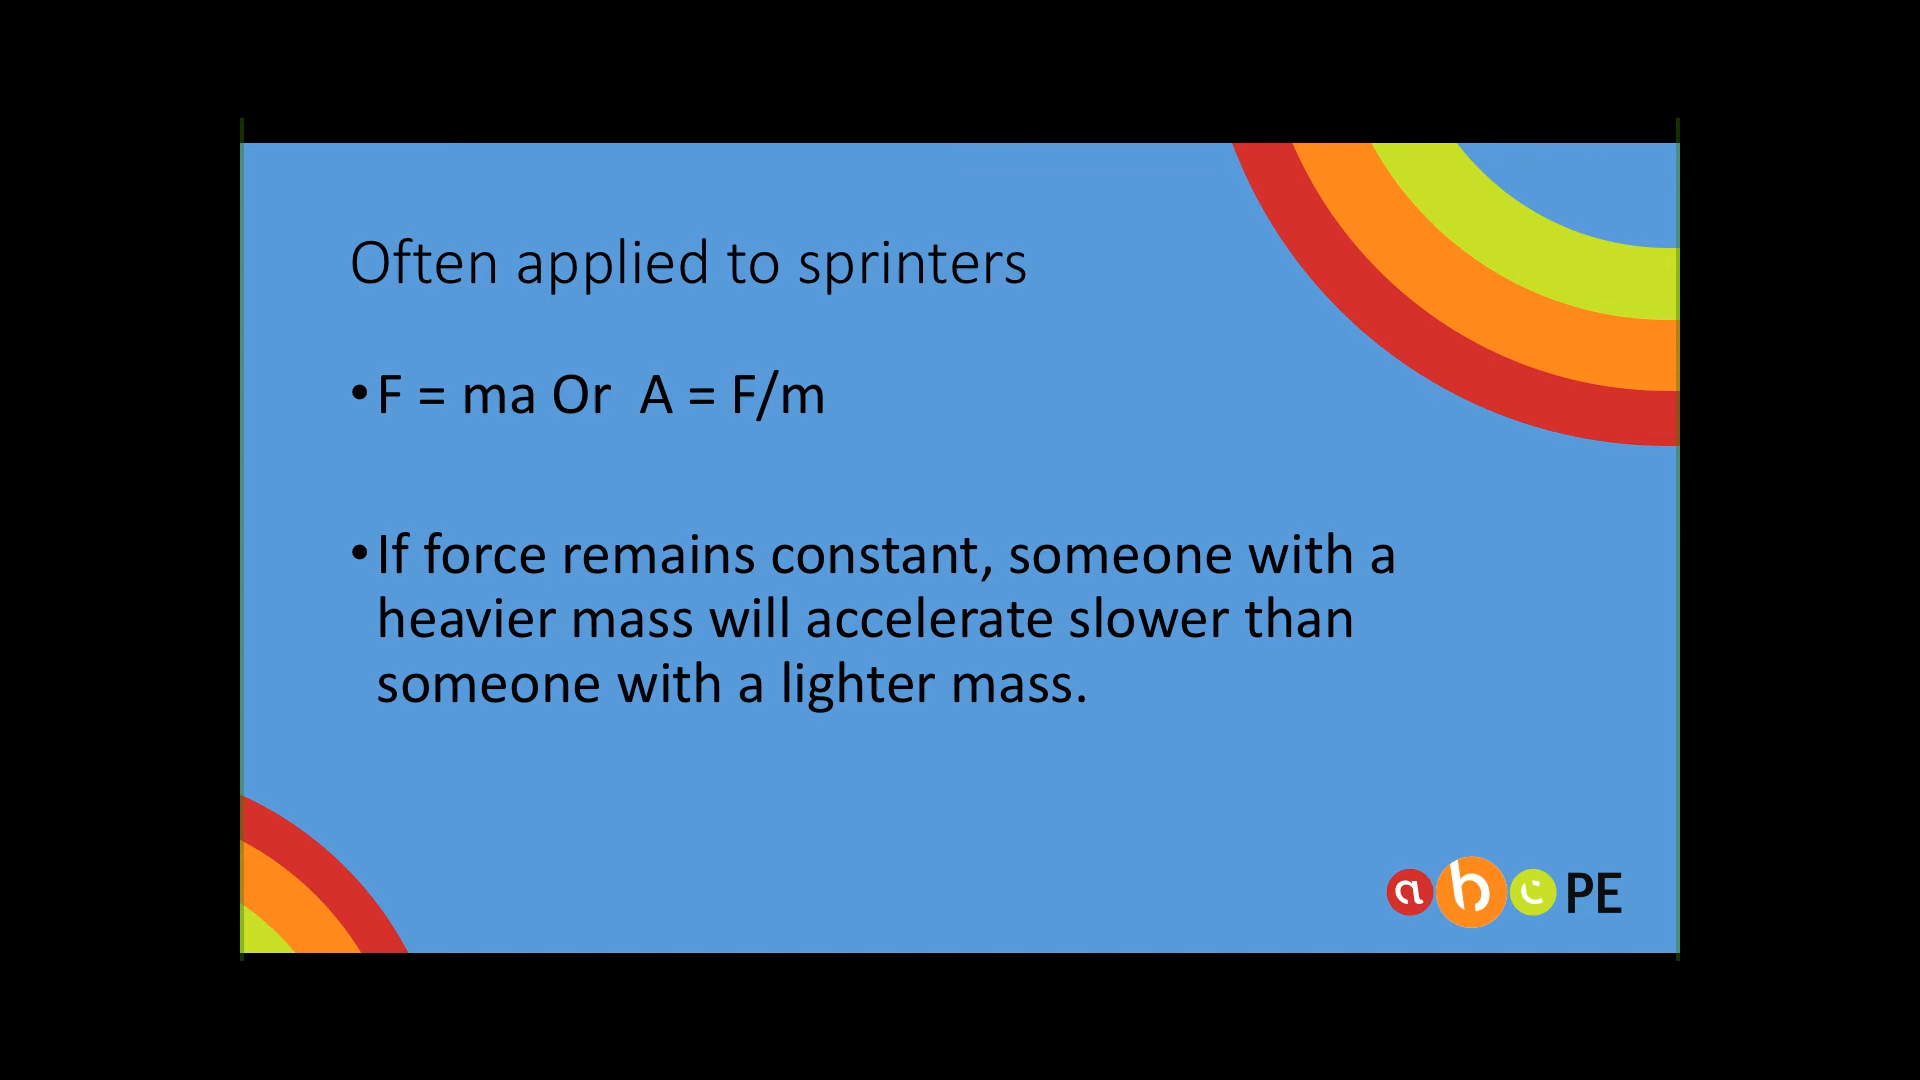 Often applied to sprinters
•F = ma Or  A = F/m
•If force remains constant, someone with a
heavier mass will accelerate slower than
someone with a lighter mass.
abc PE